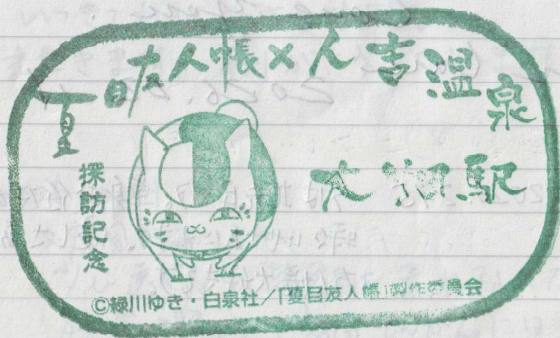 夏目友人帳×人吉温泉
大畑駅
探訪記念
©緑川ゆき・白泉社/「夏目友人帳」製作委員会